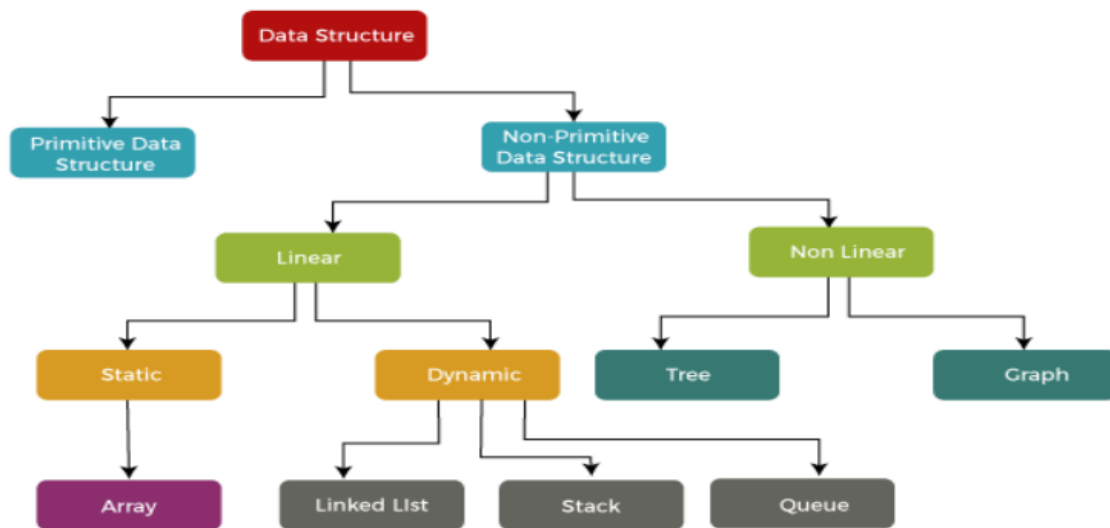 Data Structure
Primitive Data
Structure
Non-Primitive
Data Structure
Linear
Non Linear
Static
Dynamic
Tree
Graph
Array
Linked LIst
Stack
Queue